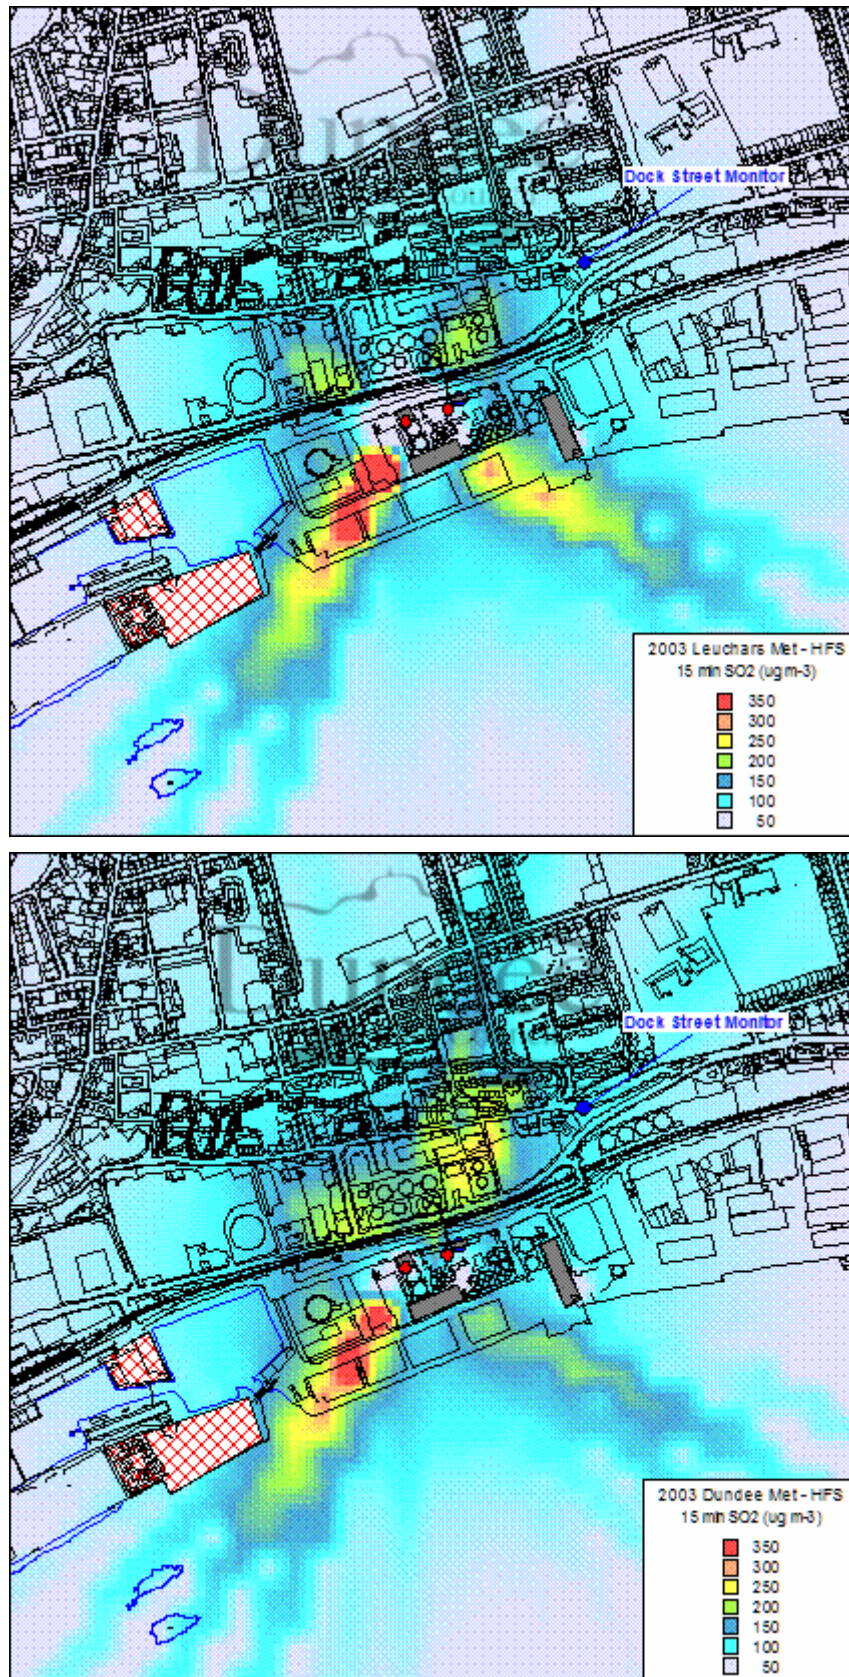 Dundee
Dock Street Monitor
2003 Leuchars Met - HFS
15 min SO2 (ug m-3)
350
300
250
200
150
100
50
Dundee
Dock Street Monitor
2003 Dundee Met - HFS
15 min SO2 (ug m-3)
350
300
250
200
150
100
50